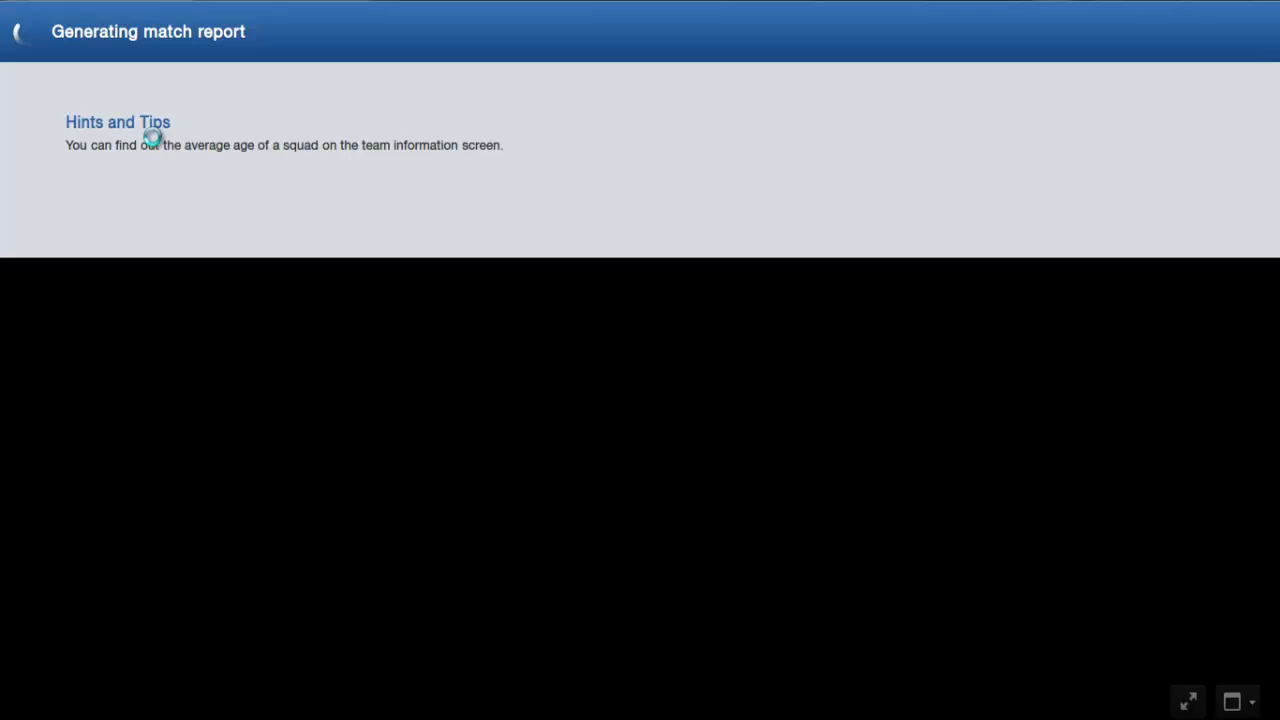 Generating match report
Hints and Tips
You can find out the average age of a squad on the team information screen.